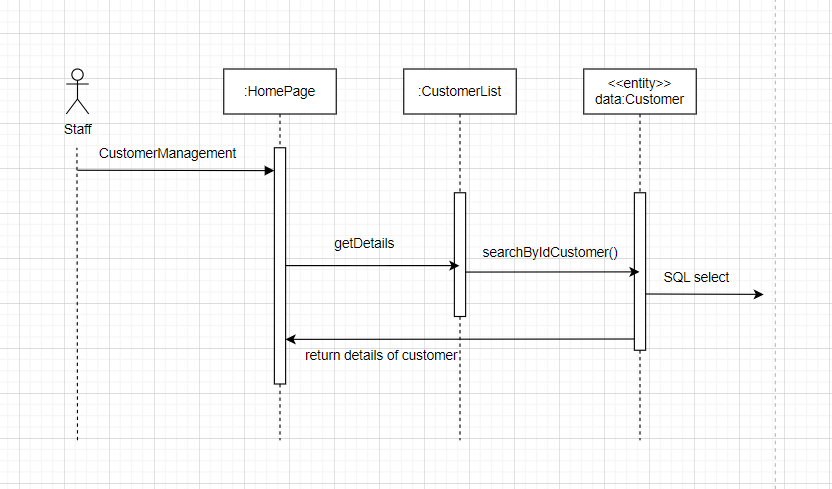 :HomePage
:CustomerList
<<entity>>
data:Customer
Staff
CustomerManagement
getDetails
searchByIdCustomer()
SQL select
return details of customer